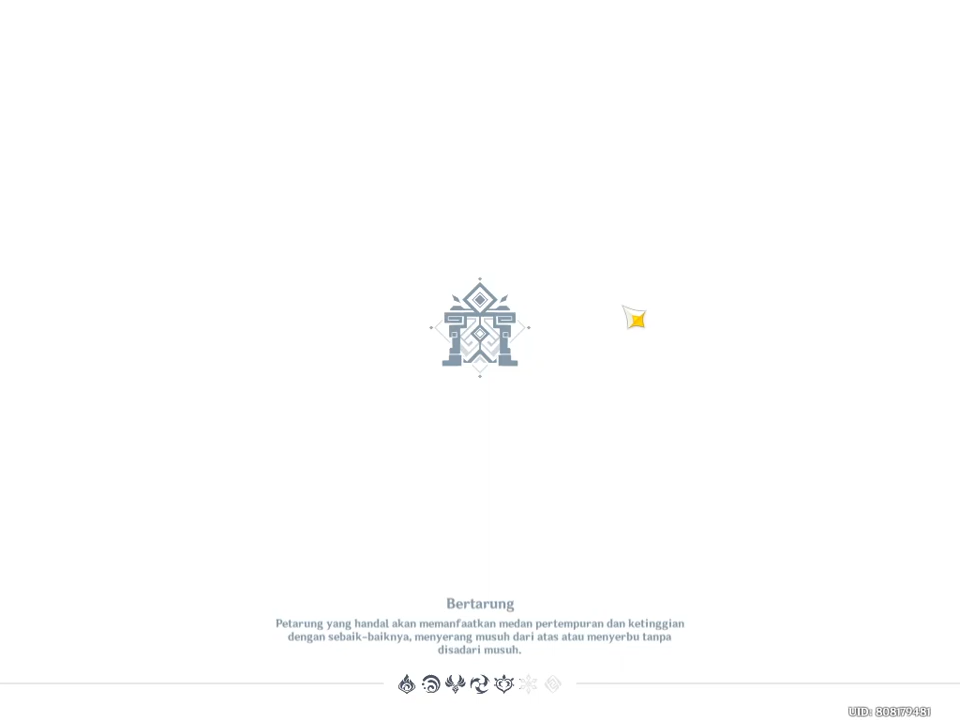 Bertarung
Petarung yang handal akan memanfaatkan medan pertempuran dan ketinggian
dengan sebaik-baiknya, menyerang musuh dari atas atau menyerbu tanpa
disadari musuh.
UID: 808179481